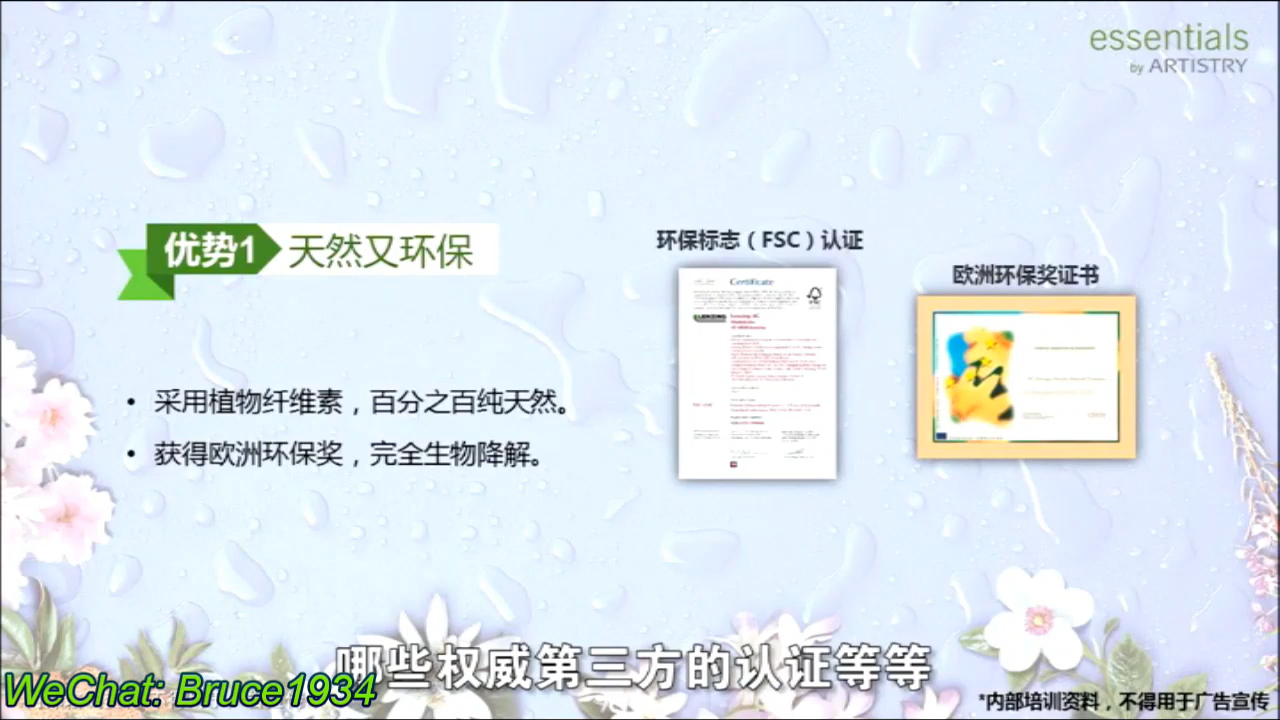 essentials
by ARTISTRY
优势1 天然又环保
环保标志（FSC）认证
欧洲环保奖证书
Certificate
LENZING
• 采用植物纤维素，百分之百纯天然。
• 获得欧洲环保奖，完全生物降解。
哪些权威第三方的认证等等
WeChat: Bruce1934
*内部培训资料，不得用于广告宣传